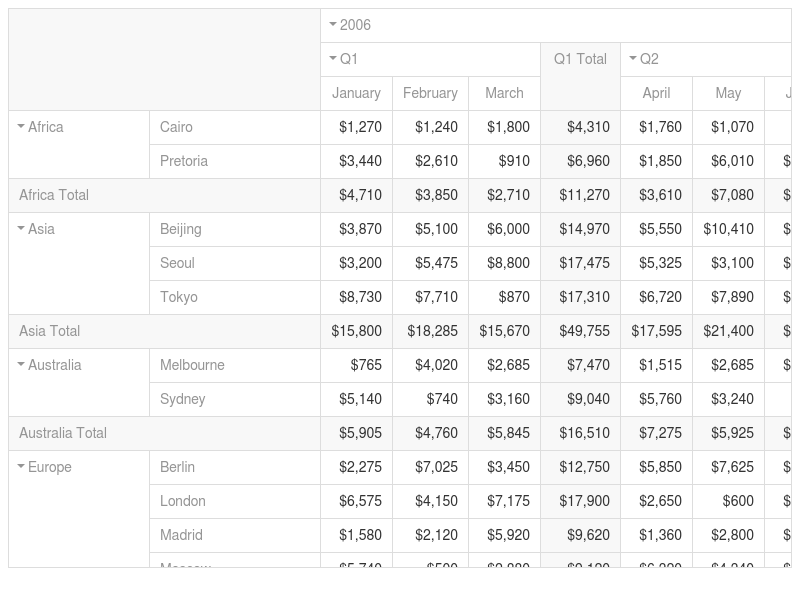 2006
Q1 Q1 Total Q2
January February March April May
Africa Cairo $1,270 $1,240 $1,800 $4,310 $1,760 $1,070
Pretoria $3,440 $2,610 $910 $6,960 $1,850 $6,010 $
Africa Total $4,710 $3,850 $2,710 $11,270 $3,610 $7,080 $
Asia Beijing $3,870 $5,100 $6,000 $14,970 $5,550 $10,410 $
Seoul $3,200 $5,475 $8,800 $17,475 $5,325 $3,100 $
Tokyo $8,730 $7,710 $870 $17,310 $6,720 $7,890 $
Asia Total $15,800 $18,285 $15,670 $49,755 $17,595 $21,400 $
Australia Melbourne $765 $4,020 $2,685 $7,470 $1,515 $2,685 $
Sydney $5,140 $740 $3,160 $9,040 $5,760 $3,240
Australia Total $5,905 $4,760 $5,845 $16,510 $7,275 $5,925 $
Europe Berlin $2,275 $7,025 $3,450 $12,750 $5,850 $7,625 $
London $6,575 $4,150 $7,175 $17,900 $2,650 $600 $
Madrid $1,580 $2,120 $5,920 $9,620 $1,360 $2,800 $